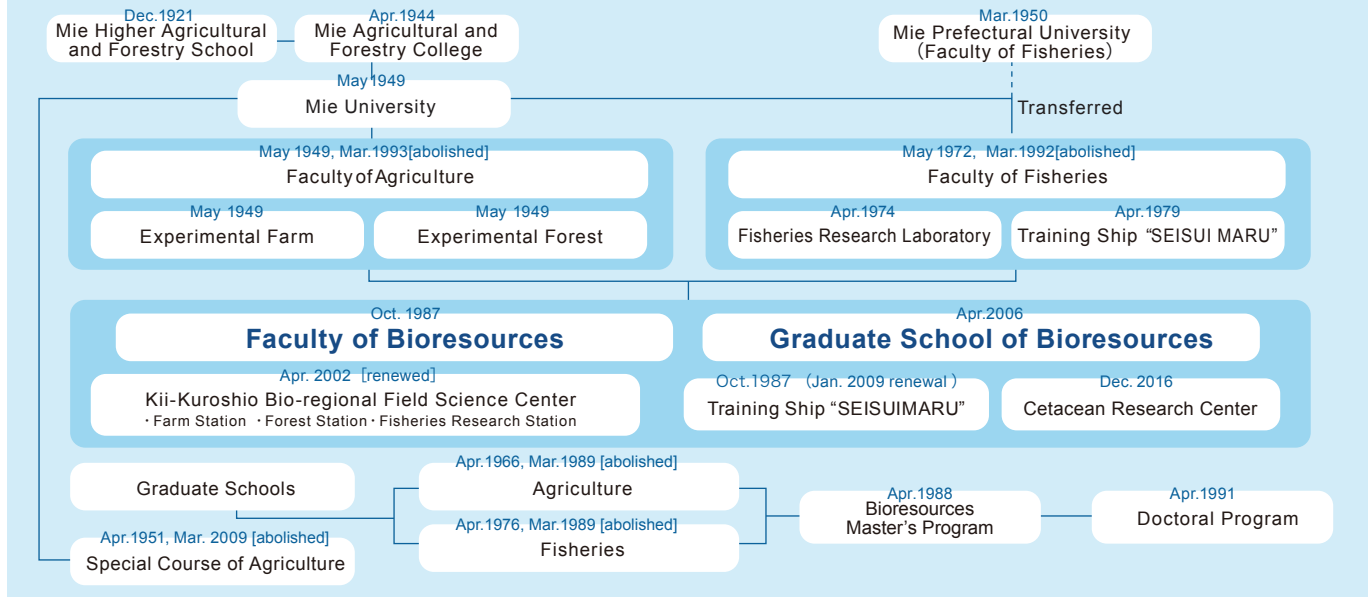 Dec.1921
Mie Higher Agricultural
and Forestry School
Apr.1944
Mie Agricultural and
Forestry College
Mar.1950
Mie Prefectural University
(Faculty of Fisheries)
May 1949
Mie University
Transferred
May 1949, Mar.1993[abolished]
Faculty of Agriculture
May 1949
Experimental Farm
May 1949
Experimental Forest
May 1972, Mar.1992[abolished]
Faculty of Fisheries
Apr.1974
Fisheries Research Laboratory
Apr.1979
Training Ship “SEISUI MARU”
Oct. 1987
Faculty of Bioresources
Apr.2006
Graduate School of Bioresources
Apr. 2002 [renewed]
Kii-Kuroshio Bio-regional Field Science Center
・Farm Station ・Forest Station・Fisheries Research Station
Oct.1987 (Jan. 2009 renewal )
Training Ship “SEISUIMARU”
Dec. 2016
Cetacean Research Center
Graduate Schools
Apr.1966, Mar.1989 [abolished]
Agriculture
Apr.1976, Mar.1989 [abolished]
Fisheries
Apr.1988
Bioresources
Master’s Program
Apr.1991
Doctoral Program
Apr.1951, Mar. 2009 [abolished]
Special Course of Agriculture